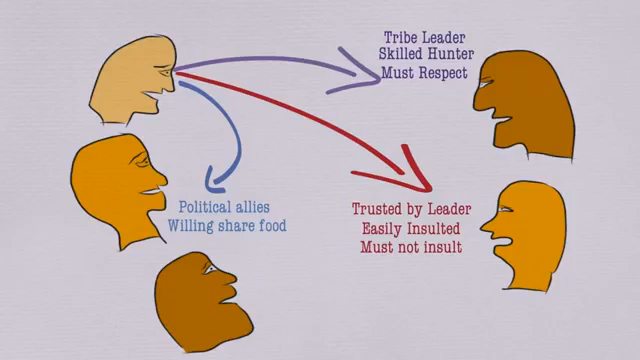 Tribe Leader
Skilled Hunter
Must Respect
Political allies
Willing share food
Trusted by Leader
Easily Insulted
Must not insult